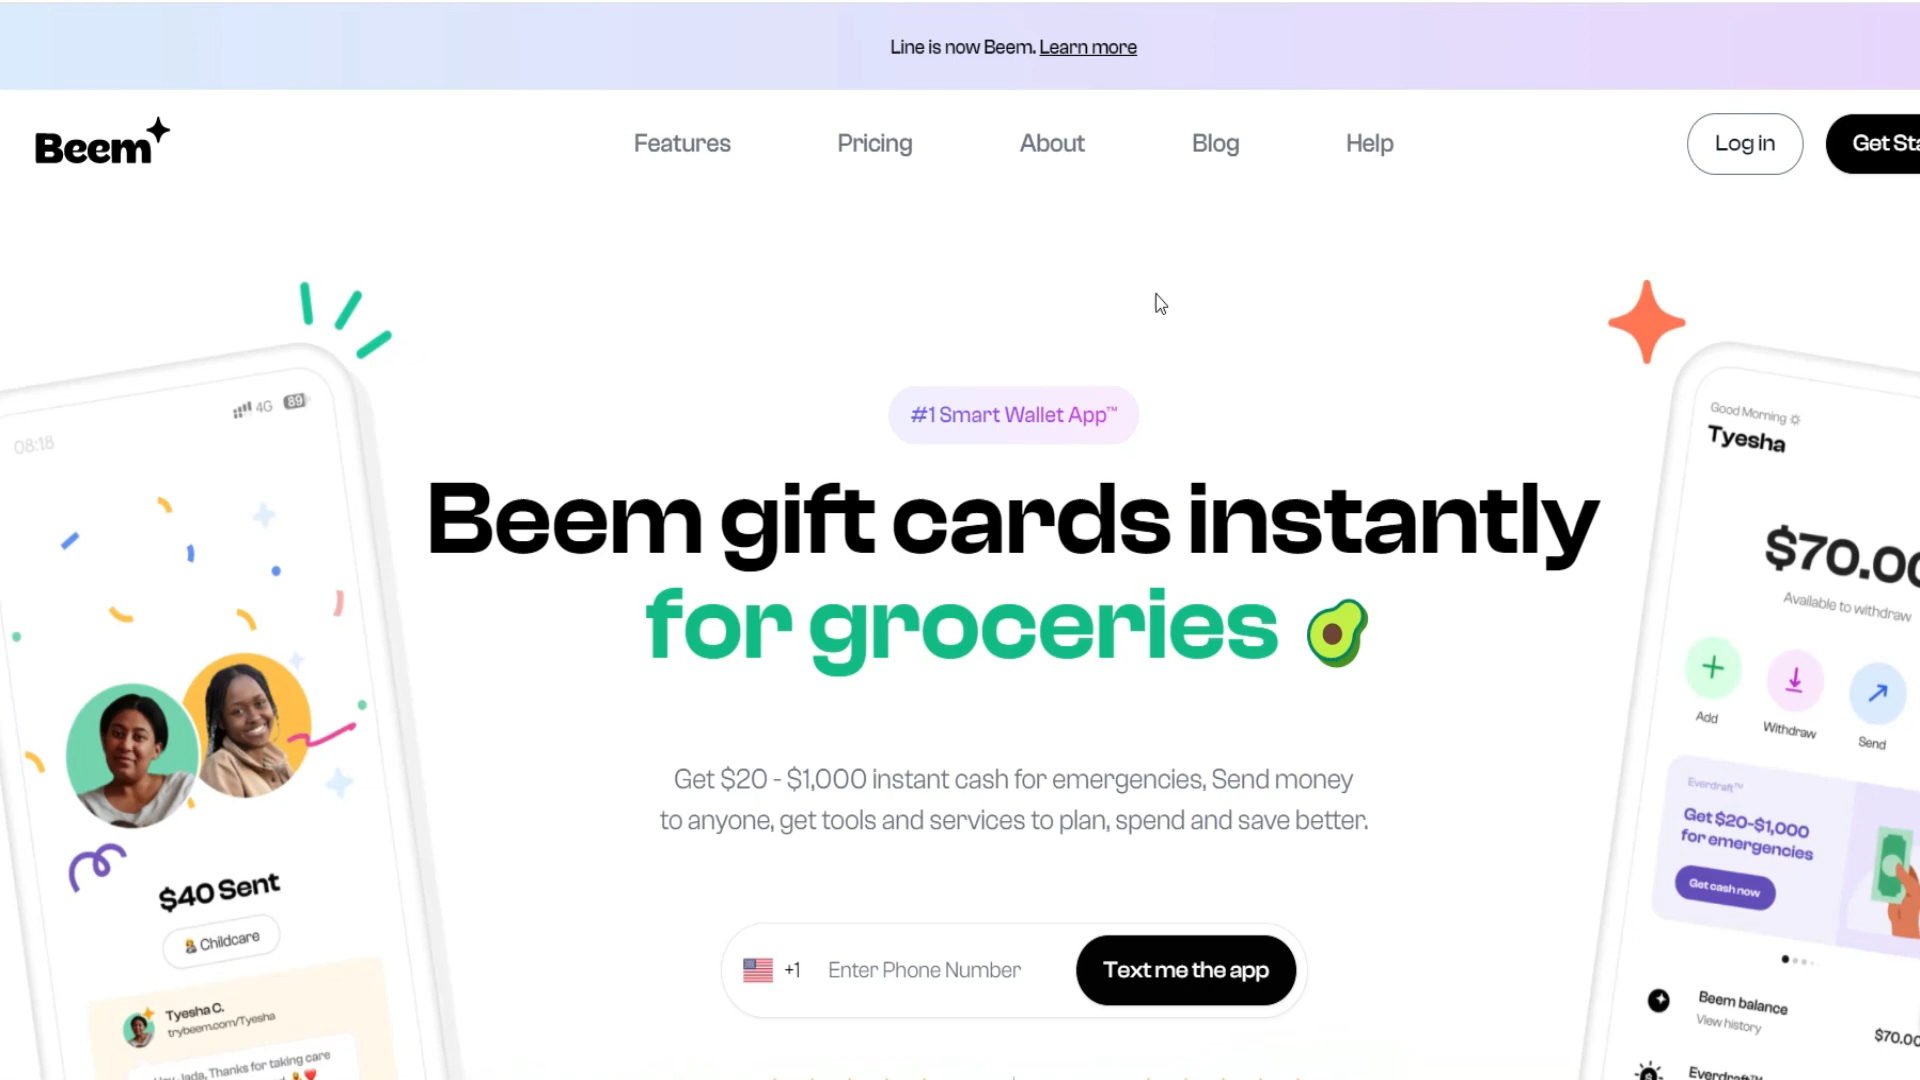 Line is now Beem. Learn more
Beem
Features
Pricing
About
Blog
Help
Log in
Get
#1 Smart Wallet App™
Beem gift cards instantly
for groceries
Get $20 - $1,000 instant cash for emergencies, Send money
to anyone, get tools and services to plan, spend and save better.
+1
Enter Phone Number
Text me the app
08:18
4G
89
$40 Sent
Childcare
Tyesha C.
trybeem.com/Tyesha
Jada, Thanks for taking care
Good Morning
Tyesha
Available to withdraw
Add
Withdraw
Send
Everdraft™
Get $20-$1,000
for emergencies
Get cash now
Beem balance
View history
Everdraft™